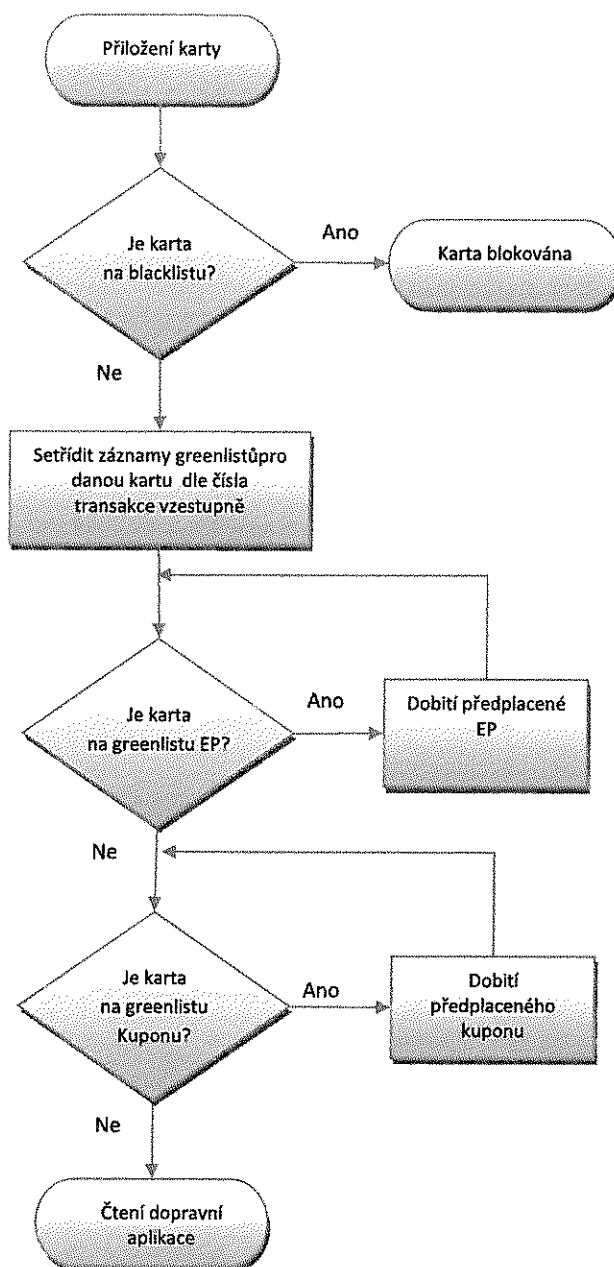 Přiložení karty
Je karta
na blacklistu?
Ano
Karta blokována
Ne
Setřídit záznamy greenlistůpro
danou kartu dle čísla
transakce vzestupně
Je karta
na greenlistu EP?
Ano
Dobití předplacené
EP
Ne
Je karta
na greenlistu
Kuponu?
Ano
Dobití
předplaceného
kuponu
Ne
Čtení dopravní
aplikace